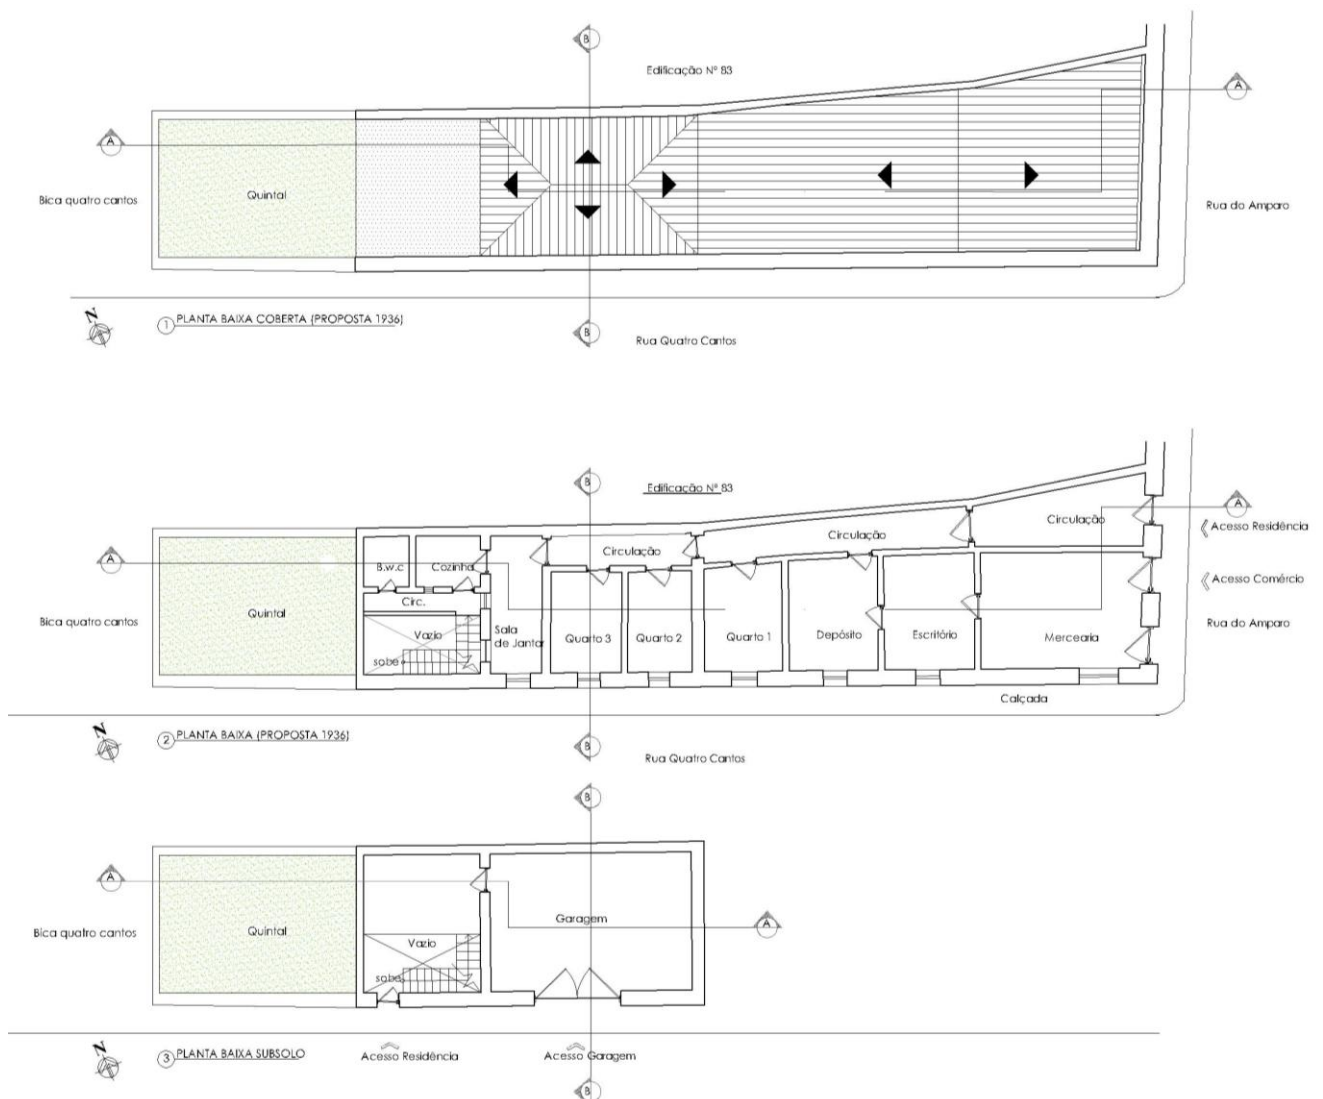 B
Edificação Nº 83
A
A
Quintal
Bica quatro cantos
Rua do Amparo
N
1 PLANTA BAIXA COBERTA (PROPOSTA 1936)
B
Rua Quatro Cantos
B
Edificação Nº 83
A
Circulação
Acesso Residência
Circulação
Circulação
A
B.w.c
Cozinha
Acesso Comércio
Circ.
Quintal
Bica quatro cantos
Rua do Amparo
Vazio
Sala
de Jantar
Quarto 3
Quarto 2
Quarto 1
Depósito
Escritório
Mercearia
sobe
Calçada
N
2 PLANTA BAIXA (PROPOSTA 1936)
B
Rua Quatro Cantos
B
A
Garagem
A
Quintal
Bica quatro cantos
Vazio
sobe
N
3 PLANTA BAIXA SUBSOLO
Acesso Residência
Acesso Garagem
B